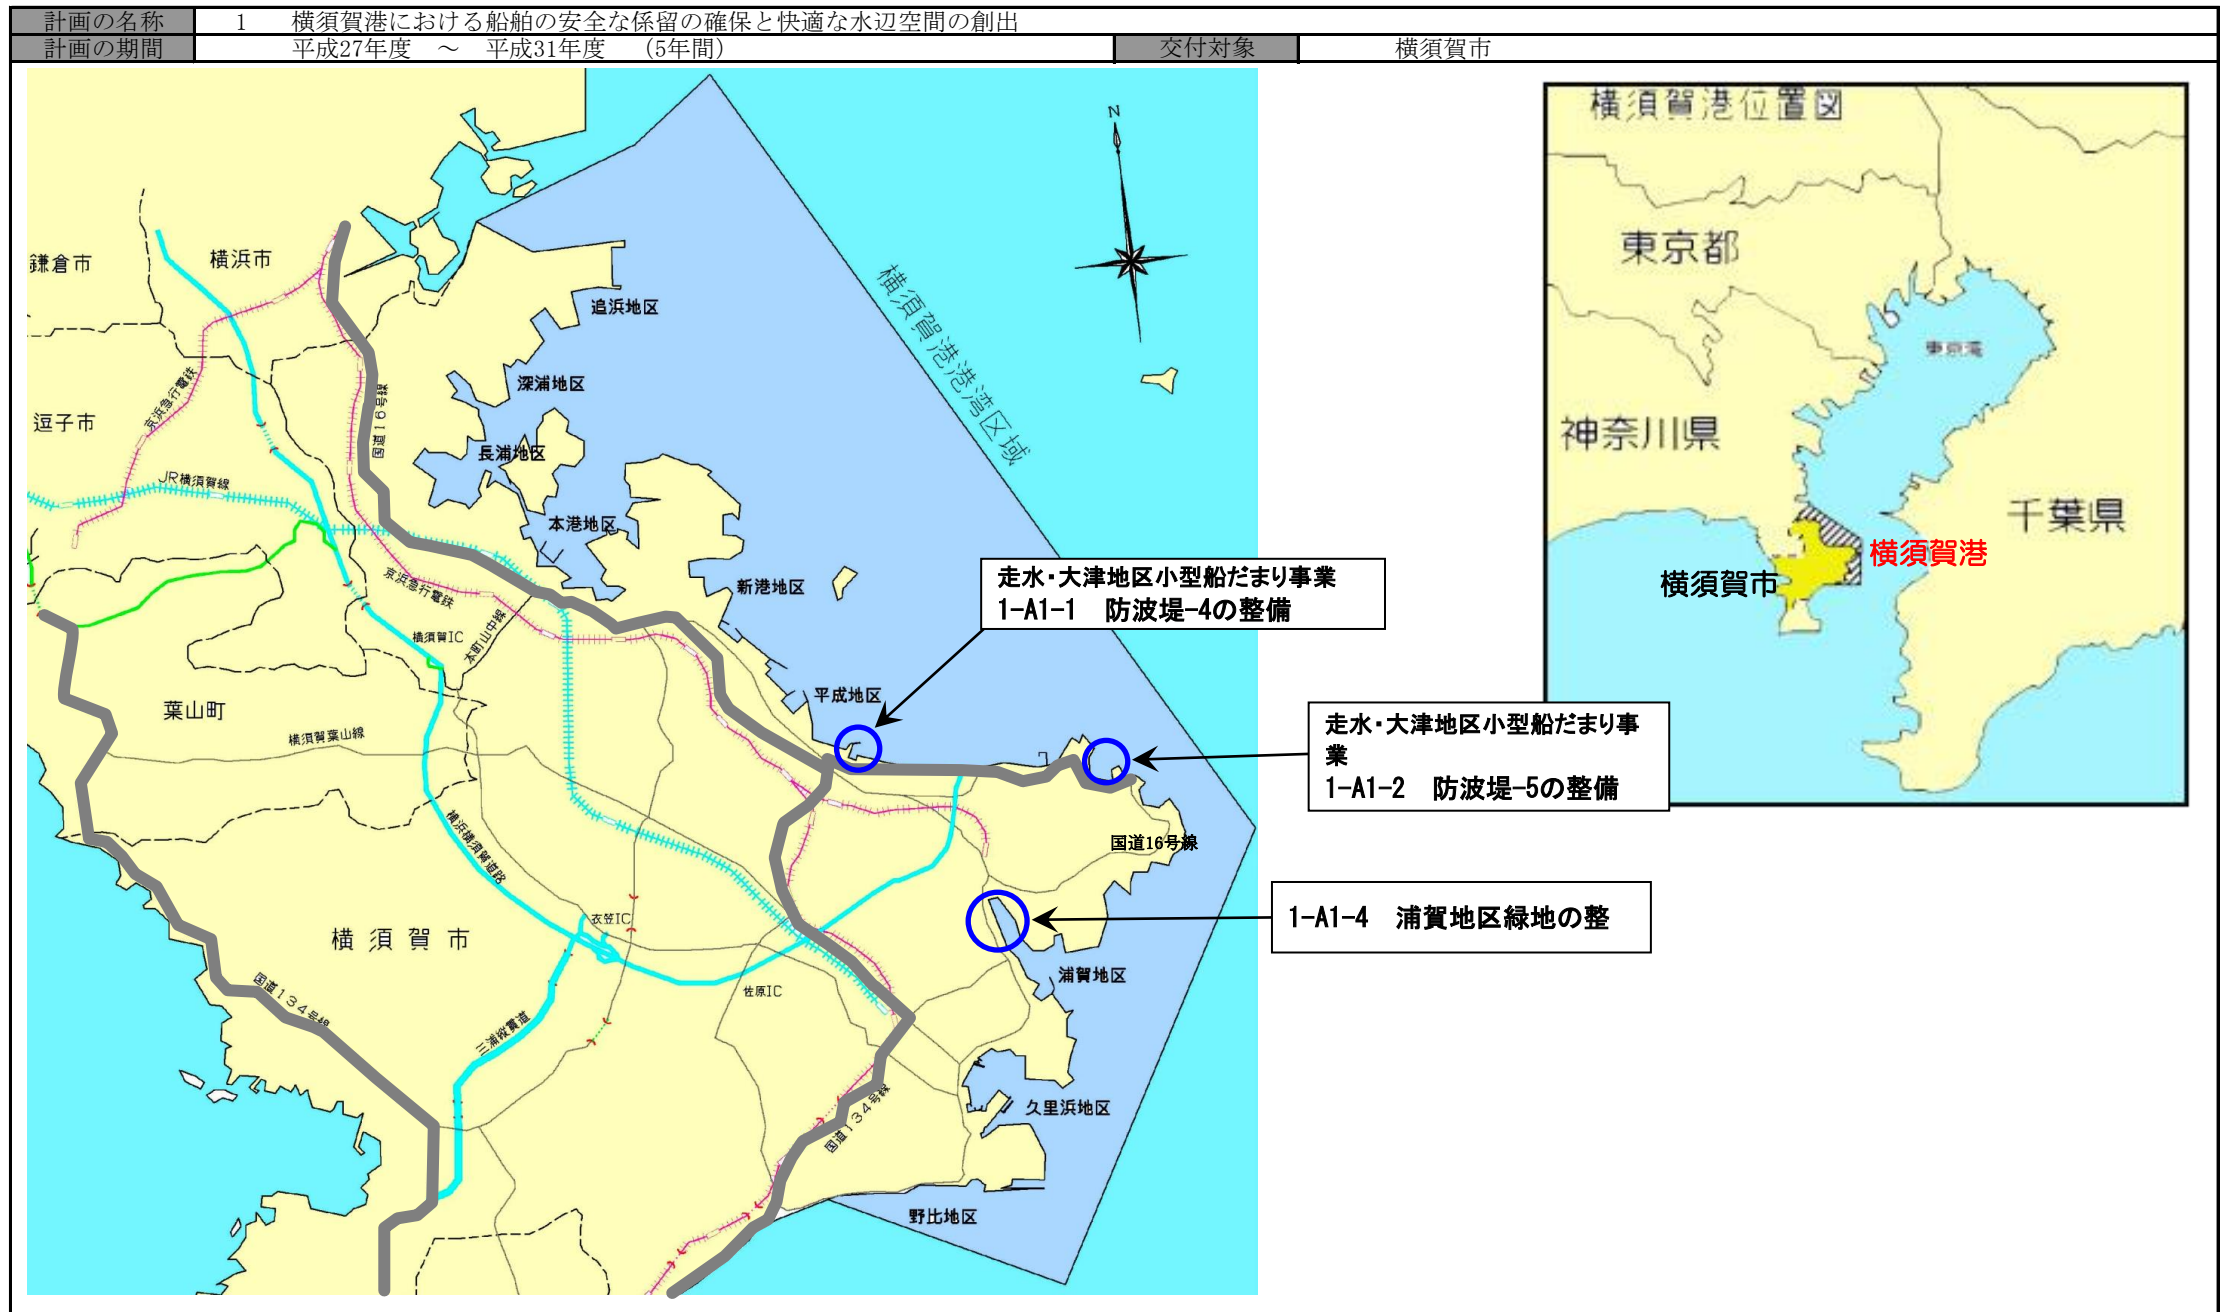 計画の名称 1 横須賀港における船舶の安全な係留の確保と快適な水辺空間の創出
計画の期間 平成27年度 ～ 平成31年度 (5年間) 交付対象 横須賀市
N
鎌倉市
横浜市
逗子市
葉山町
横須賀市
京浜急行電鉄
国道16号線
JR横須賀線
京浜急行電鉄
横須賀IC
本町山中線
横須賀葉山線
横浜横須賀道路
衣笠IC
佐原IC
三浦縦貫道
国道134号線
国道134号線
国道16号線
追浜地区
深浦地区
長浦地区
本港地区
新港地区
平成地区
浦賀地区
久里浜地区
野比地区
横須賀港港湾区域
走水・大津地区小型船だまり事業
1-A1-1 防波堤-4の整備
走水・大津地区小型船だまり事
業
1-A1-2 防波堤-5の整備
1-A1-4 浦賀地区緑地の整
横須賀港位置図
東京都
東京湾
神奈川県
千葉県
横須賀港
横須賀市